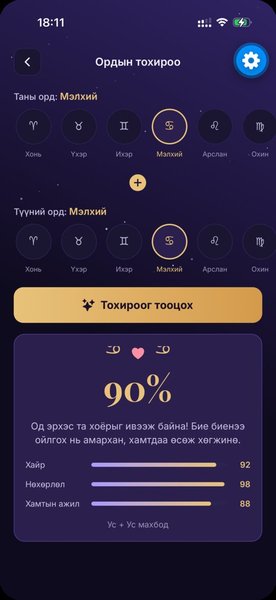 18:11
Ордын тохироо
Таны орд: Мэлхий
♈ ♉ ♊ ♋ ♌ ♍
Хонь Үхэр Ихэр Мэлхий Арслан Охин
+
Түүний орд: Мэлхий
♈ ♉ ♊ ♋ ♌ ♍
Хонь Үхэр Ихэр Мэлхий Арслан Охин
Тохироог тооцох
♋ ♋
90%
Од эрхэс та хоёрыг ивээж байна! Бие биенээ
ойлгох нь амархан, хамтдаа өсөж хөгжинө.
Хайр 92
Нөхөрлөл 98
Хамтын ажил 88
Ус + Ус махбод